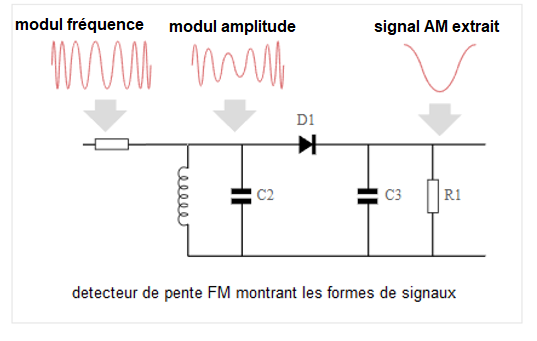 modul fréquence
modul amplitude
signal AM extrait
D1
C2
C3
R1
detecteur de pente FM montrant les formes de signaux